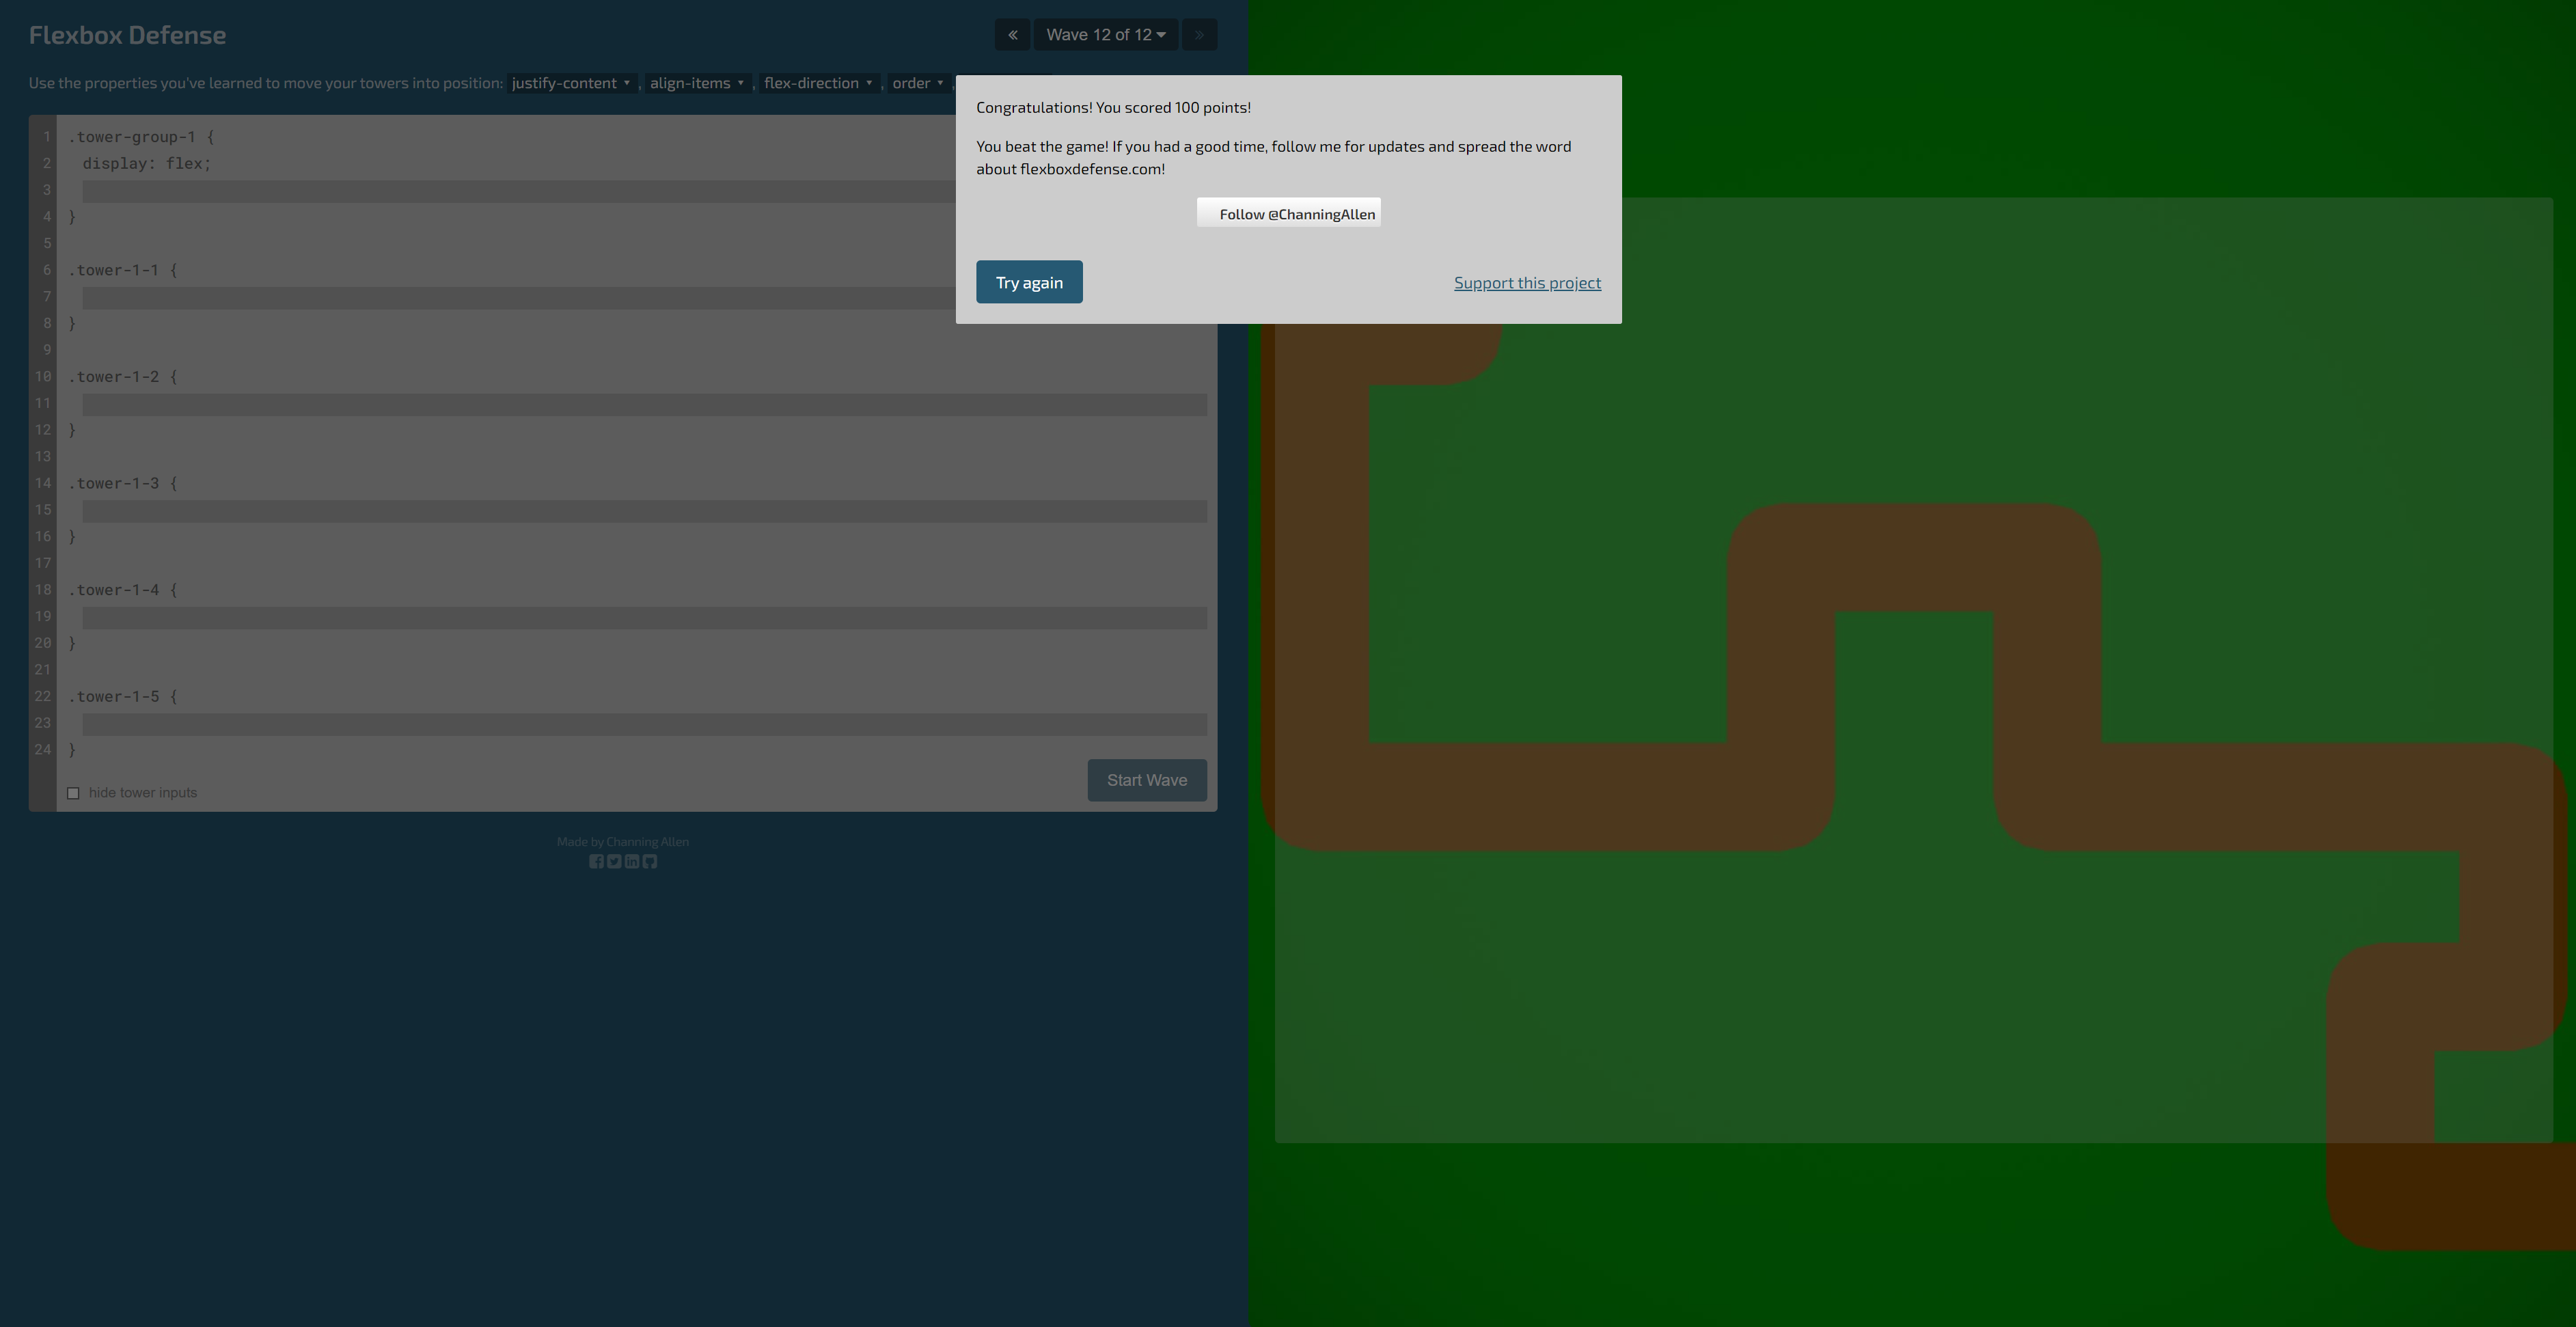 Flexbox Defense
« Wave 12 of 12 »
Use the properties you've learned to move your towers into position: justify-content , align-items , flex-direction , order ,
Congratulations! You scored 100 points!
You beat the game! If you had a good time, follow me for updates and spread the word
about flexboxdefense.com!
Follow @ChanningAllen
Try again
Support this project
1 .tower-group-1 {
2 display: flex;
3
4 }
5
6 .tower-1-1 {
7
8 }
9
10 .tower-1-2 {
11
12 }
13
14 .tower-1-3 {
15
16 }
17
18 .tower-1-4 {
19
20 }
21
22 .tower-1-5 {
23
24 }
hide tower inputs
Start Wave
Made by Channing Allen